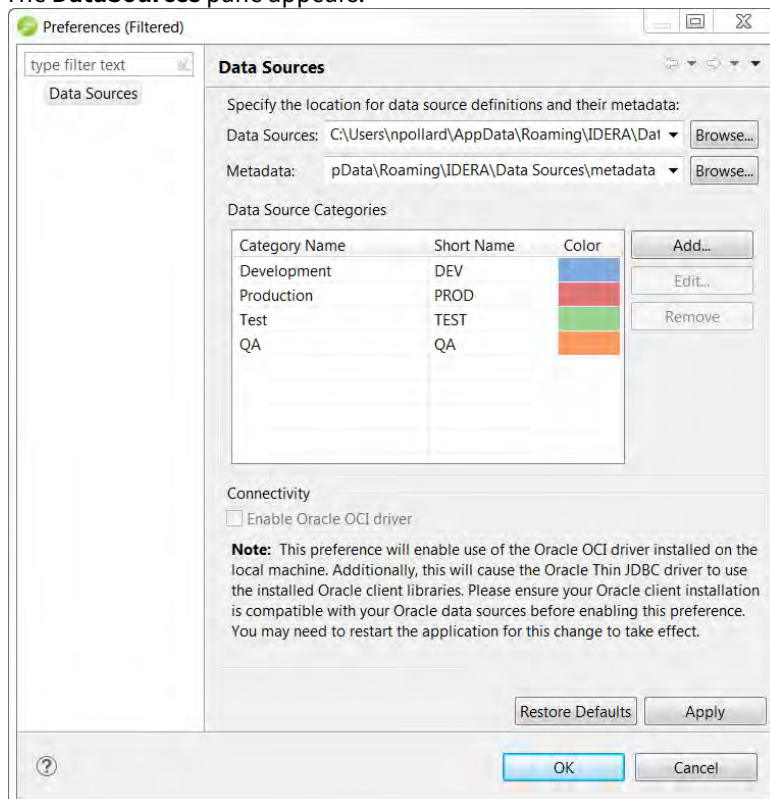 The DataSources pane appears.
Preferences (Filtered)
type filter text
Data Sources
Data Sources
Specify the location for data source definitions and their metadata:
Data Sources: C:\Users\npollard\AppData\Roaming\IDERA\Dat Browse...
Metadata: pData\Roaming\IDERA\Data Sources\metadata Browse...
Data Source Categories
Category Name Short Name Color Add...
Development DEV Edit...
Production PROD
Test TEST Remove
QA QA
Connectivity
Enable Oracle OCI driver
Note: This preference will enable use of the Oracle OCI driver installed on the
local machine. Additionally, this will cause the Oracle Thin JDBC driver to use
the installed Oracle client libraries. Please ensure your Oracle client installation
is compatible with your Oracle data sources before enabling this preference.
You may need to restart the application for this change to take effect.
Restore Defaults Apply
? OK Cancel